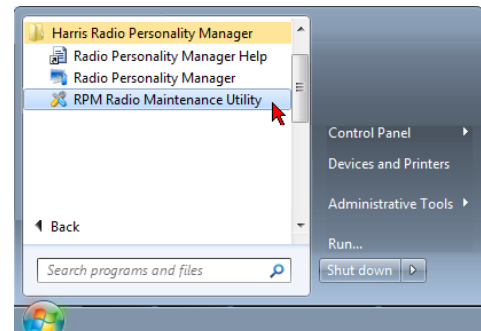 Harris Radio Personality Manager
Radio Personality Manager Help
Radio Personality Manager
RPM Radio Maintenance Utility
Back
Search programs and files
Control Panel
Devices and Printers
Administrative Tools
Run...
Shut down